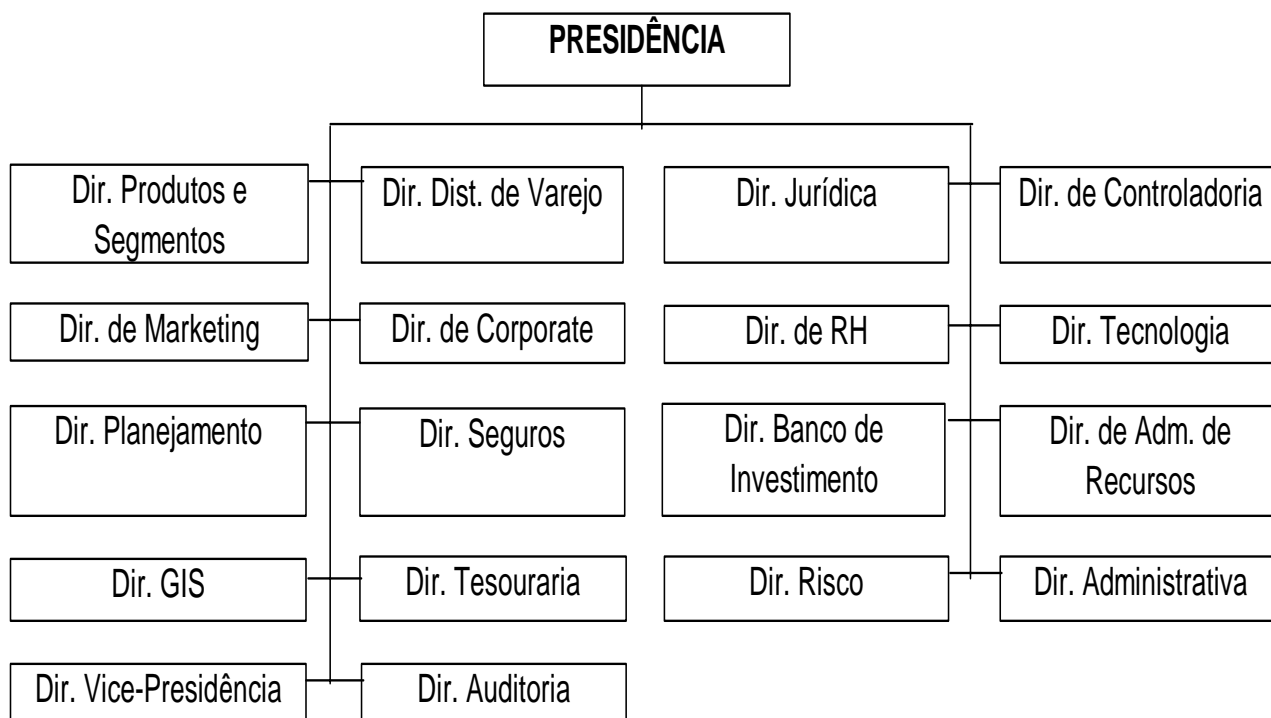 PRESIDÊNCIA
Dir. Produtos e
Segmentos
Dir. Dist. de Varejo
Dir. Jurídica
Dir. de Controladoria
Dir. de Marketing
Dir. de Corporate
Dir. de RH
Dir. Tecnologia
Dir. Planejamento
Dir. Seguros
Dir. Banco de
Investimento
Dir. de Adm. de
Recursos
Dir. GIS
Dir. Tesouraria
Dir. Risco
Dir. Administrativa
Dir. Vice-Presidência
Dir. Auditoria